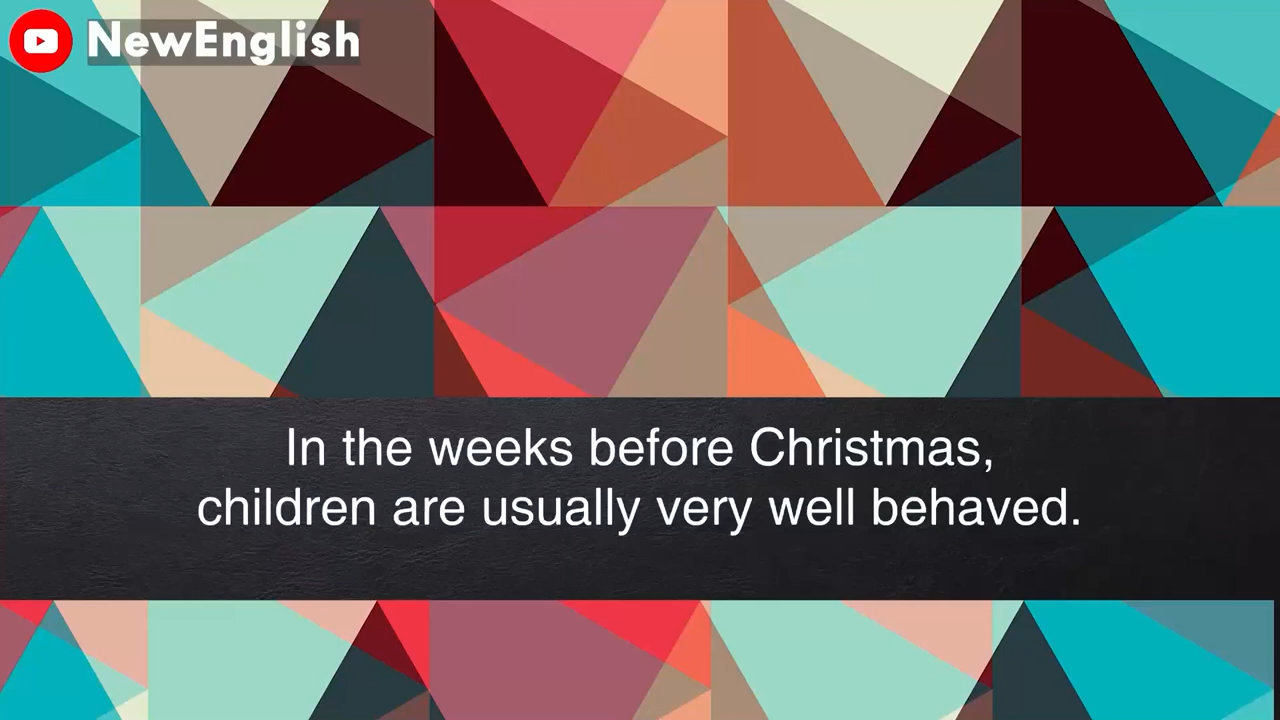 NewEnglish
In the weeks before Christmas,
children are usually very well behaved.